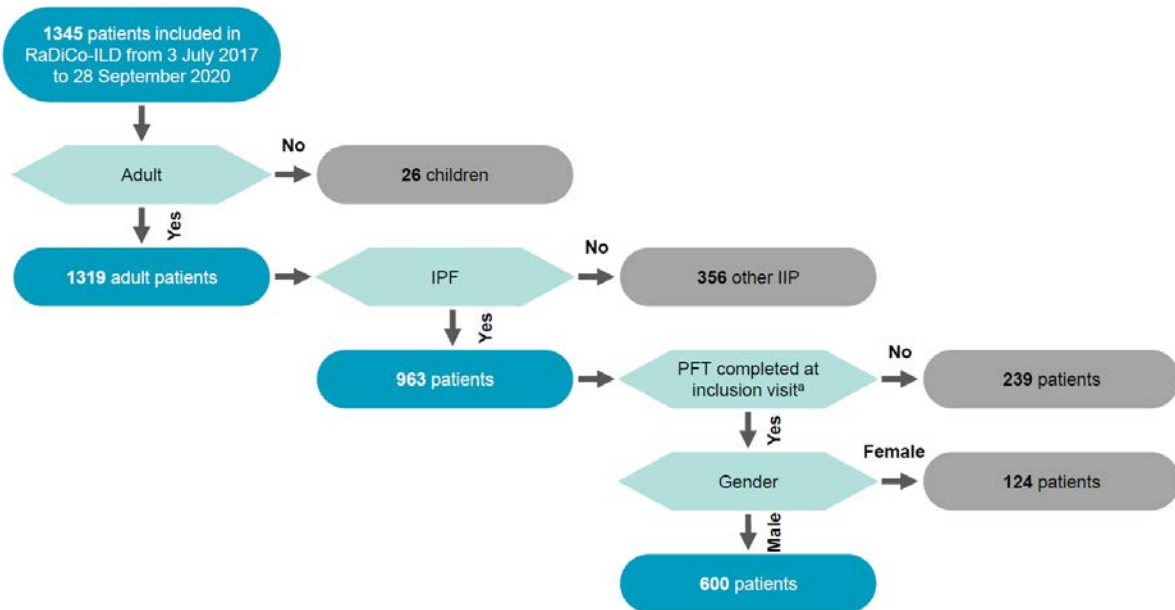 1345 patients included in
RaDiCo-ILD from 3 July 2017
to 28 September 2020
Adult
No
26 children
Yes
1319 adult patients
IPF
No
356 other IIP
Yes
963 patients
PFT completed at
inclusion visitᵃ
No
239 patients
Yes
Gender
Female
124 patients
Male
600 patients